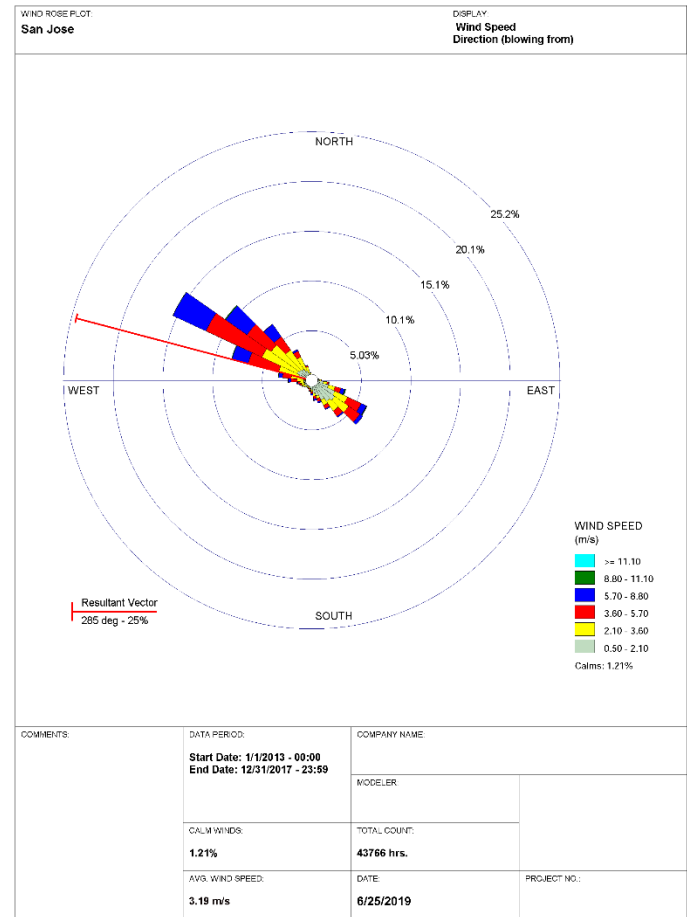 WIND ROSE PLOT:
San Jose
DISPLAY:
Wind Speed
Direction (blowing from)
NORTH
25.2%
20.1%
15.1%
10.1%
5.03%
WEST
EAST
SOUTH
WIND SPEED
(m/s)
>= 11.10
8.80 - 11.10
5.70 - 8.80
3.60 - 5.70
2.10 - 3.60
0.50 - 2.10
Calms: 1.21%
Resultant Vector
285 deg - 25%
COMMENTS:
DATA PERIOD:
Start Date: 1/1/2013 - 00:00
End Date: 12/31/2017 - 23:59
COMPANY NAME:
MODELER:
CALM WINDS:
1.21%
TOTAL COUNT:
43766 hrs.
AVG. WIND SPEED:
3.19 m/s
DATE:
6/25/2019
PROJECT NO.: